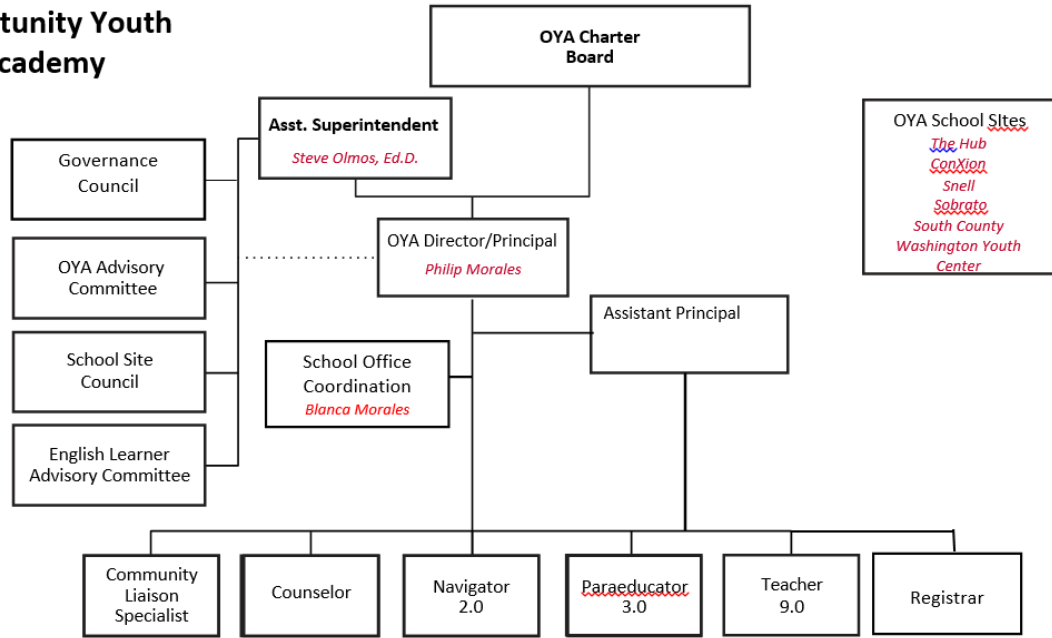 tunity Youth
cademy
OYA Charter
Board
Asst. Superintendent
Steve Olmos, Ed.D.
OYA School SItes
The Hub
ConXion
Snell
Sobrato
South County
Washington Youth
Center
Governance
Council
OYA Director/Principal
Philip Morales
OYA Advisory
Committee
Assistant Principal
School Site
Council
School Office
Coordination
Blanca Morales
English Learner
Advisory Committee
Community
Liaison
Specialist
Counselor
Navigator
2.0
Paraeducator
3.0
Teacher
9.0
Registrar